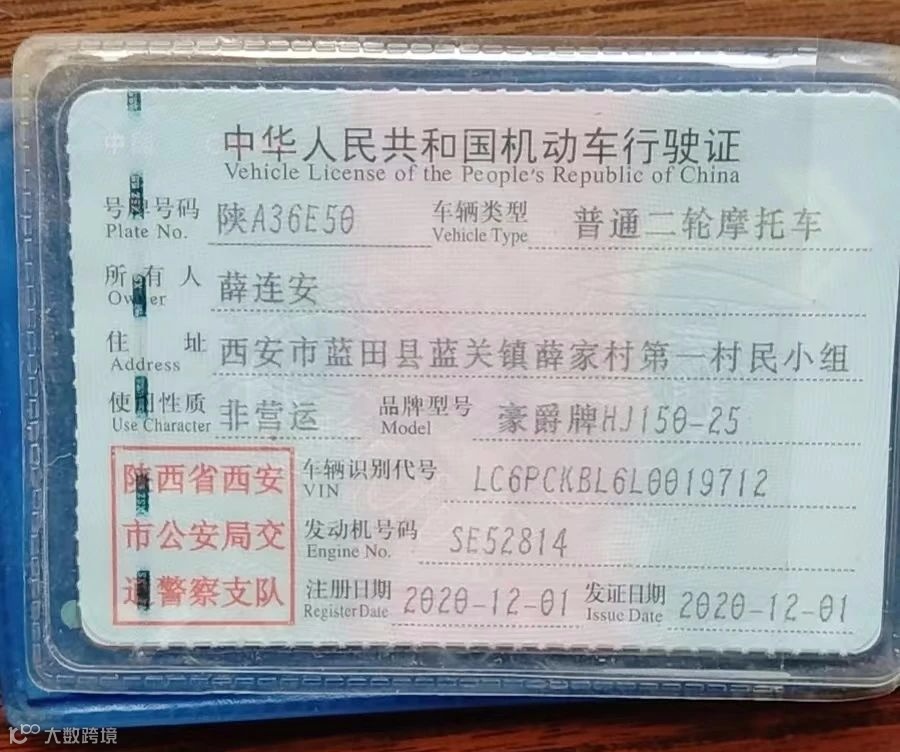 中华人民共和国机动车行驶证
Vehicle License of the People's Republic of China
号牌号码 陕A36E50 车辆类型 普通二轮摩托车
Plate No. Vehicle Type
所有人 薛连安
Owner
住址 西安市蓝田县蓝关镇薛家村第一村民小组
Address
使用性质 非营运 品牌型号 豪爵牌HJ150-25
Use Character Model
陕西省西安
市公安局交
通警察支队
车辆识别代号 LC6PCKBL6L0019712
VIN
发动机号码 SE52814
Engine No.
注册日期 2020-12-01 发证日期 2020-12-01
Register Date Issue Date
大数跨境